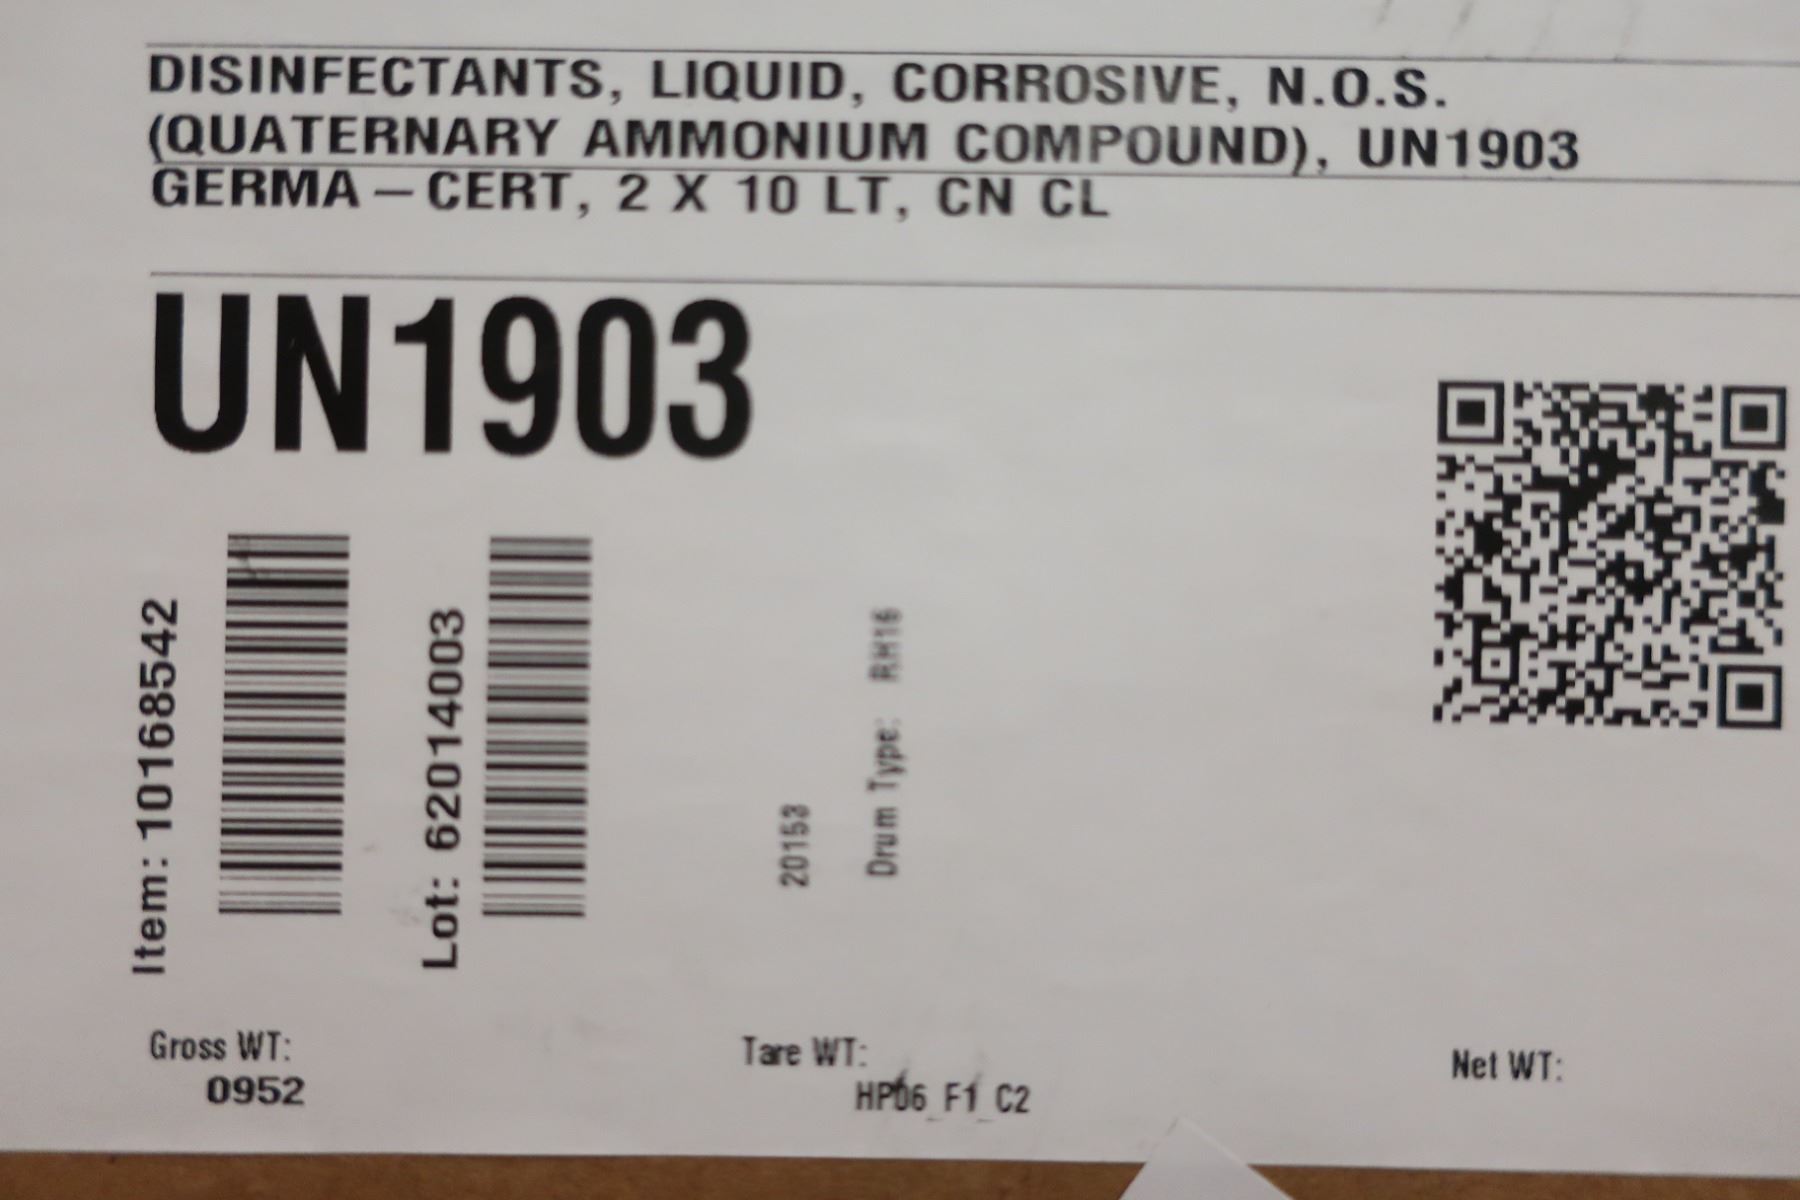 DISINFECTANTS, LIQUID, CORROSIVE, N.O.S.
(QUATERNARY AMMONIUM COMPOUND), UN1903
GERMA – CERT, 2 X 10 LT, CN CL
UN1903
Item: 10168542
Lot: 62014003
20153
Drum Type: RH16
Gross WT:
0952
Tare WT:
HP06_F1_C2
Net WT: